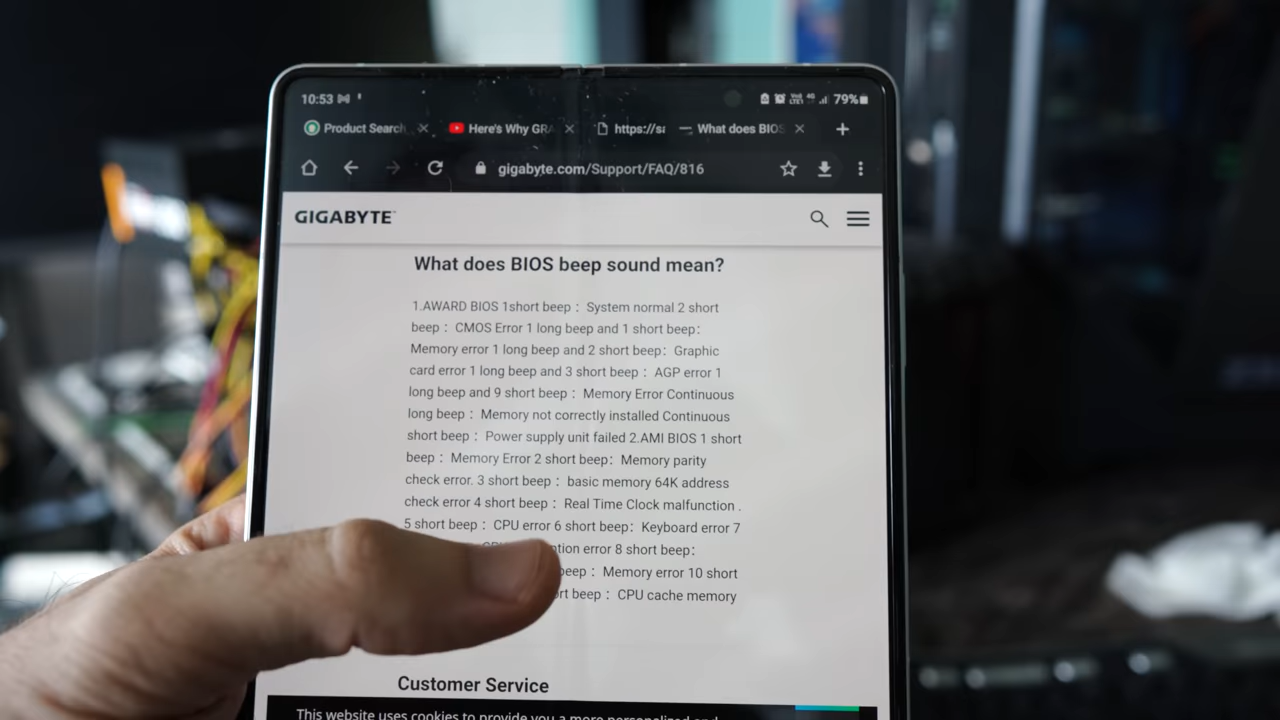 10:53 79%
Product Search Here's Why GRA https://sa What does BIOS
gigabyte.com/Support/FAQ/816
GIGABYTE
What does BIOS beep sound mean?
1.AWARD BIOS 1short beep : System normal 2 short
beep : CMOS Error 1 long beep and 1 short beep:
Memory error 1 long beep and 2 short beep: Graphic
card error 1 long beep and 3 short beep : AGP error 1
long beep and 9 short beep : Memory Error Continuous
long beep : Memory not correctly installed Continuous
short beep : Power supply unit failed 2.AMI BIOS 1 short
beep : Memory Error 2 short beep: Memory parity
check error. 3 short beep : basic memory 64K address
check error 4 short beep : Real Time Clock malfunction .
5 short beep : CPU error 6 short beep: Keyboard error 7
error 8 short beep:
beep : Memory error 10 short
beep : CPU cache memory
Customer Service
This website uses cookies to provide you a more personalized and